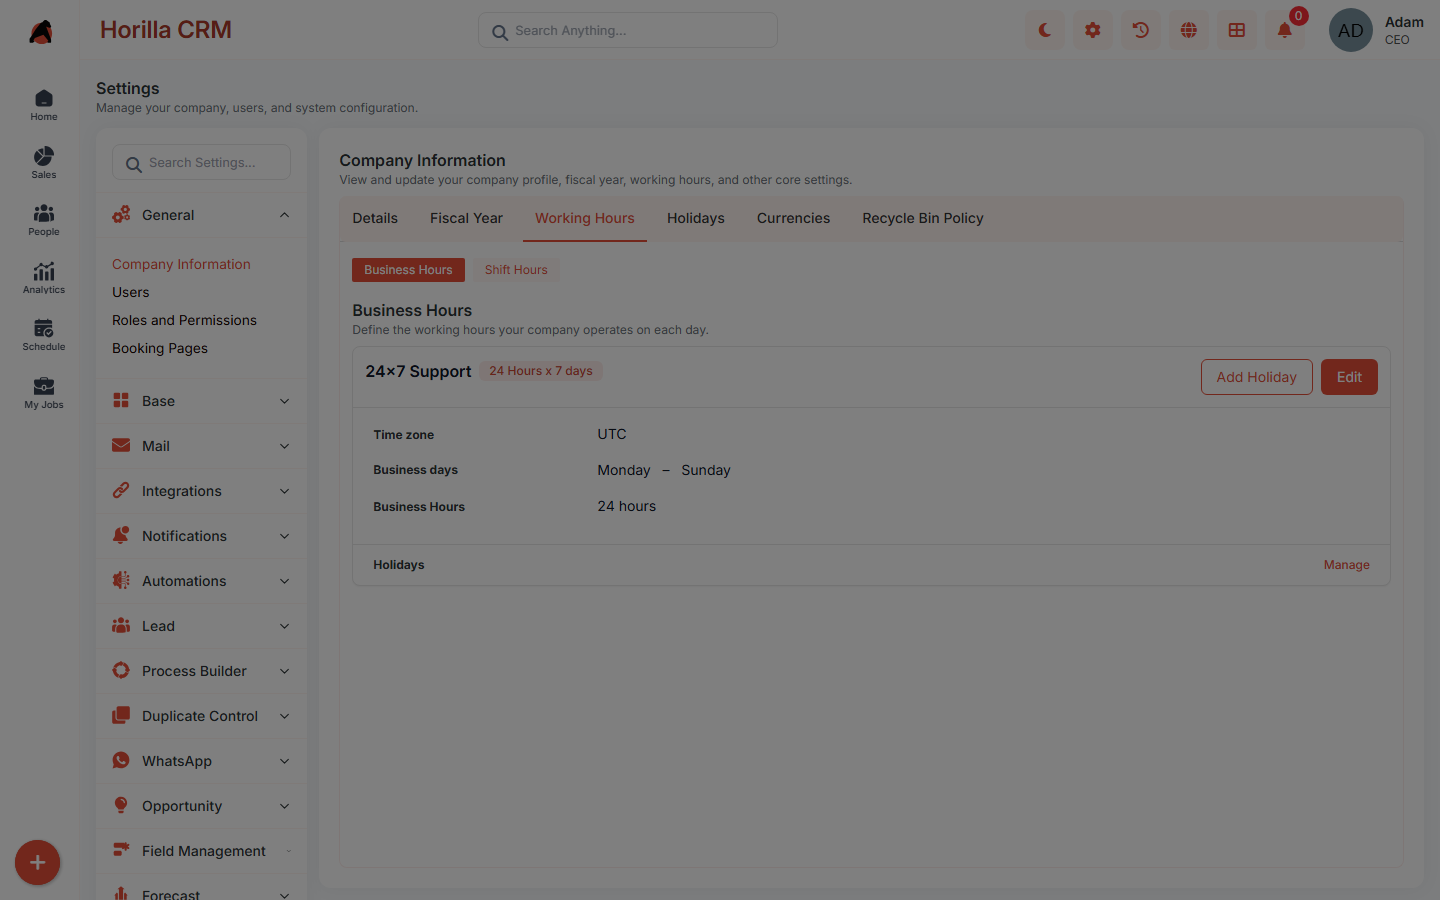 Horilla CRM
Search Anything...
0
AD
Adam
CEO
Home
Sales
People
Analytics
Schedule
My Jobs
Settings
Manage your company, users, and system configuration.
Search Settings...
General
Company Information
Users
Roles and Permissions
Booking Pages
Base
Mail
Integrations
Notifications
Automations
Lead
Process Builder
Duplicate Control
WhatsApp
Opportunity
Field Management
Forecast
Company Information
View and update your company profile, fiscal year, working hours, and other core settings.
Details Fiscal Year Working Hours Holidays Currencies Recycle Bin Policy
Business Hours Shift Hours
Business Hours
Define the working hours your company operates on each day.
24×7 Support 24 Hours x 7 days Add Holiday Edit
Time zone UTC
Business days Monday – Sunday
Business Hours 24 hours
Holidays Manage